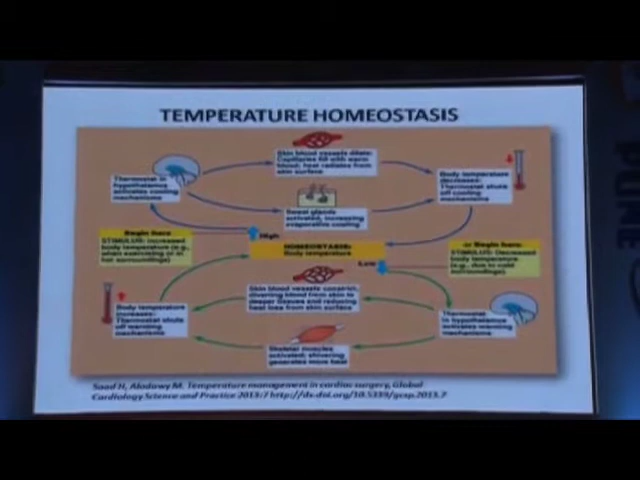 TEMPERATURE HOMEOSTASIS
Skin blood vessels dilate:
Capillaries fill with warm
blood; heat radiates from
skin surface
Thermostat in
hypothalamus
activates cooling
mechanisms
Body temperature
decreases:
Thermostat shuts
off cooling
mechanisms
Sweat glands
activated, increasing
evaporative cooling
Begin here
STIMULUS: Increased
body temperature (e.g.,
when exercising or in
hot surroundings)
High
HOMEOSTASIS:
Body temperature
Low
or Begin here:
STIMULUS: Decreased
body temperature
(e.g., due to cold
surroundings)
Skin blood vessels constrict,
diverting blood from skin to
deeper tissues and reducing
heat loss from skin surface
Body temperature
increases:
Thermostat shuts
off warming
mechanisms
Thermostat
in hypothalamus
activates warming
mechanisms
Skeletal muscles
activated; shivering
generates more heat
Saad H, Aladawy M. Temperature management in cardiac surgery, Global
Cardiology Science and Practice 2013:7 http://dx.doi.org/10.5339/gcsp.2013.7
PURE